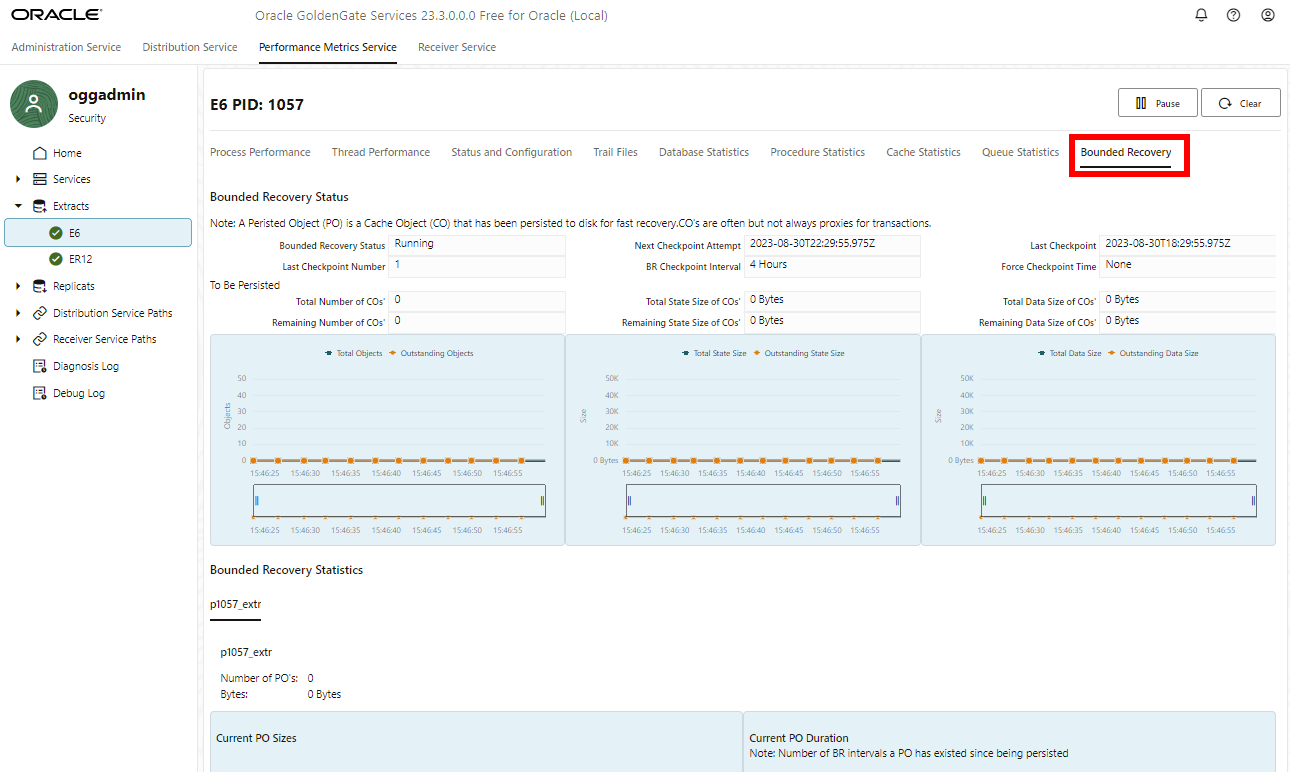 ORACLE
Oracle GoldenGate Services 23.3.0.0.0 Free for Oracle (Local)
Administration Service
Distribution Service
Performance Metrics Service
Receiver Service
oggadmin
Security
Home
Services
Extracts
E6
ER12
Replicats
Distribution Service Paths
Receiver Service Paths
Diagnosis Log
Debug Log
E6 PID: 1057
Pause
Clear
Process Performance
Thread Performance
Status and Configuration
Trail Files
Database Statistics
Procedure Statistics
Cache Statistics
Queue Statistics
Bounded Recovery
Bounded Recovery Status
Note: A Peristed Object (PO) is a Cache Object (CO) that has been persisted to disk for fast recovery.CO's are often but not always proxies for transactions.
Bounded Recovery Status Running
Next Checkpoint Attempt 2023-08-30T22:29:55.975Z
Last Checkpoint 2023-08-30T18:29:55.975Z
Last Checkpoint Number 1
BR Checkpoint Interval 4 Hours
Force Checkpoint Time None
To Be Persisted
Total Number of COs' 0
Total State Size of COs' 0 Bytes
Total Data Size of COs' 0 Bytes
Remaining Number of COs' 0
Remaining State Size of COs' 0 Bytes
Remaining Data Size of COs' 0 Bytes
Total Objects Outstanding Objects
Objects
50
40
30
20
10
0
15:46:25 15:46:30 15:46:35 15:46:40 15:46:45 15:46:50 15:46:55
15:46:25 15:46:30 15:46:35 15:46:40 15:46:45 15:46:50 15:46:55
Total State Size Outstanding State Size
Size
50K
40K
30K
20K
10K
0 Bytes
15:46:25 15:46:30 15:46:35 15:46:40 15:46:45 15:46:50 15:46:55
15:46:25 15:46:30 15:46:35 15:46:40 15:46:45 15:46:50 15:46:55
Total Data Size Outstanding Data Size
Size
50K
40K
30K
20K
10K
0 Bytes
15:46:25 15:46:30 15:46:35 15:46:40 15:46:45 15:46:50 15:46:55
15:46:25 15:46:30 15:46:35 15:46:40 15:46:45 15:46:50 15:46:55
Bounded Recovery Statistics
p1057_extr
p1057_extr
Number of PO's: 0
Bytes: 0 Bytes
Current PO Sizes
Current PO Duration
Note: Number of BR intervals a PO has existed since being persisted